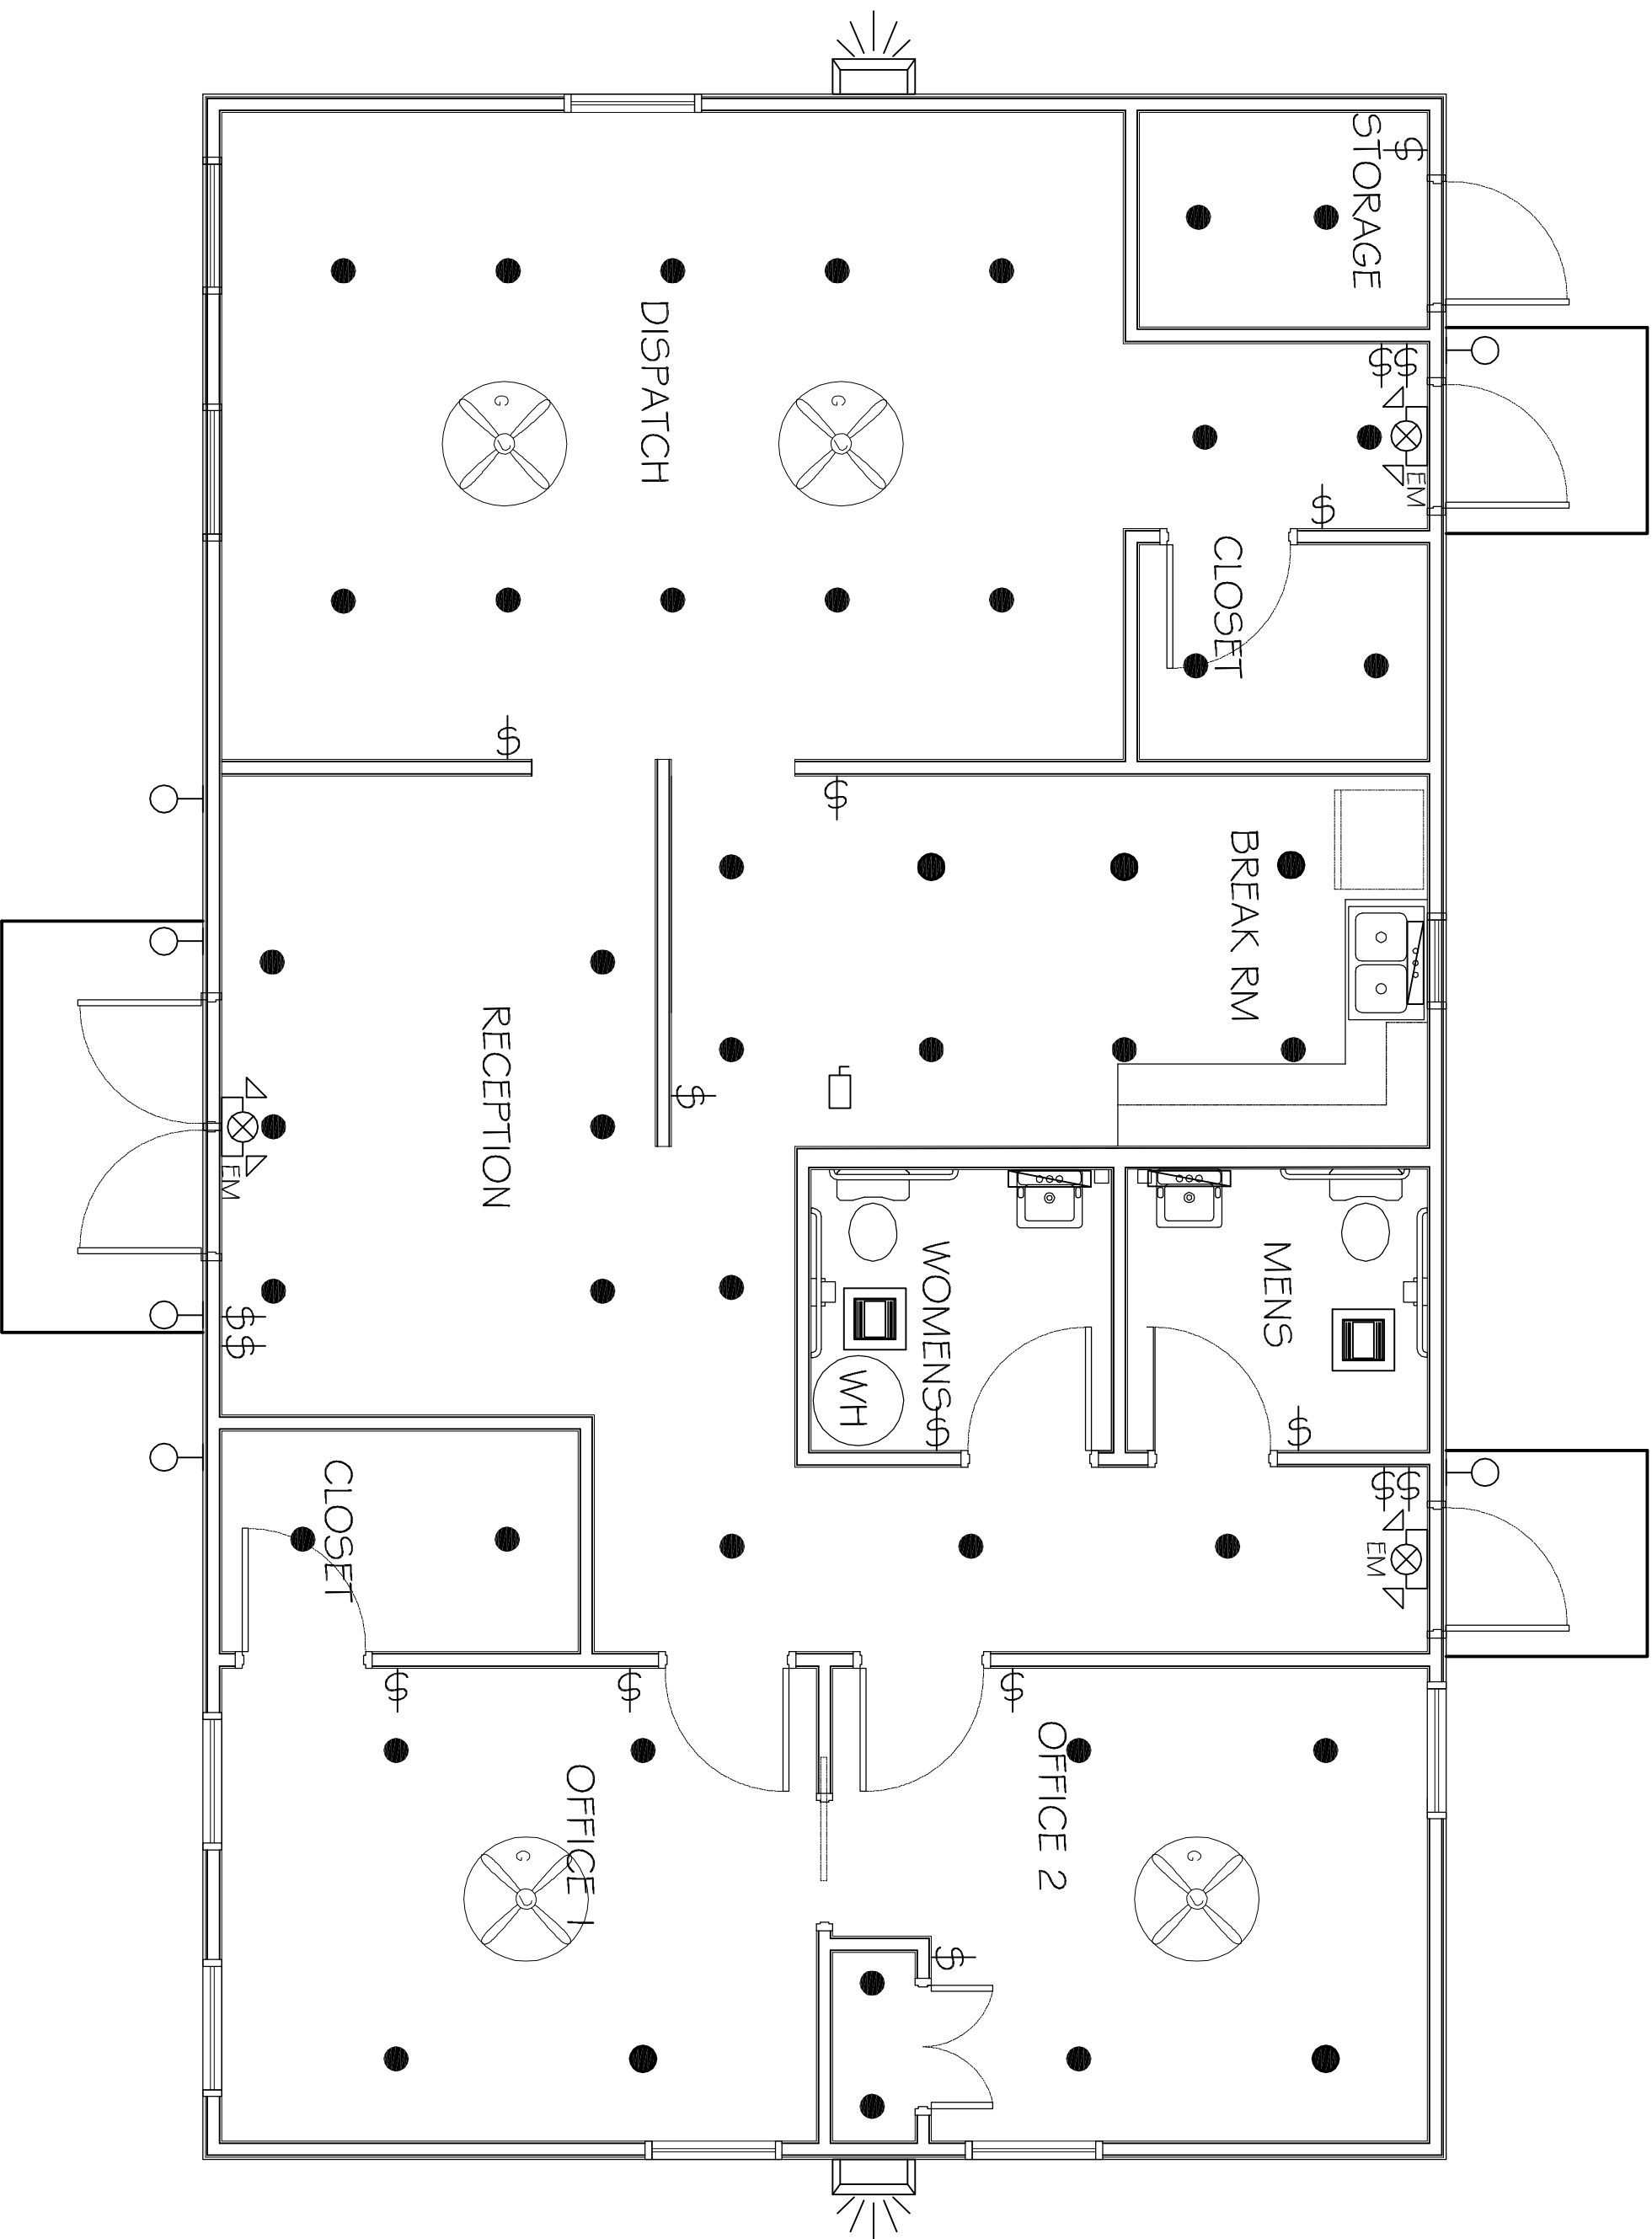 STORAGE
$
$$
EM
$
CLOSET
DISPATCH
G
G
$
$
BREAK RM
$
RECEPTION
EM
$$
MENS
$
WOMENS
$
WH
$$
EM
CLOSET
$
$
$
OFFICE 2
G
OFFICE 1
G
$